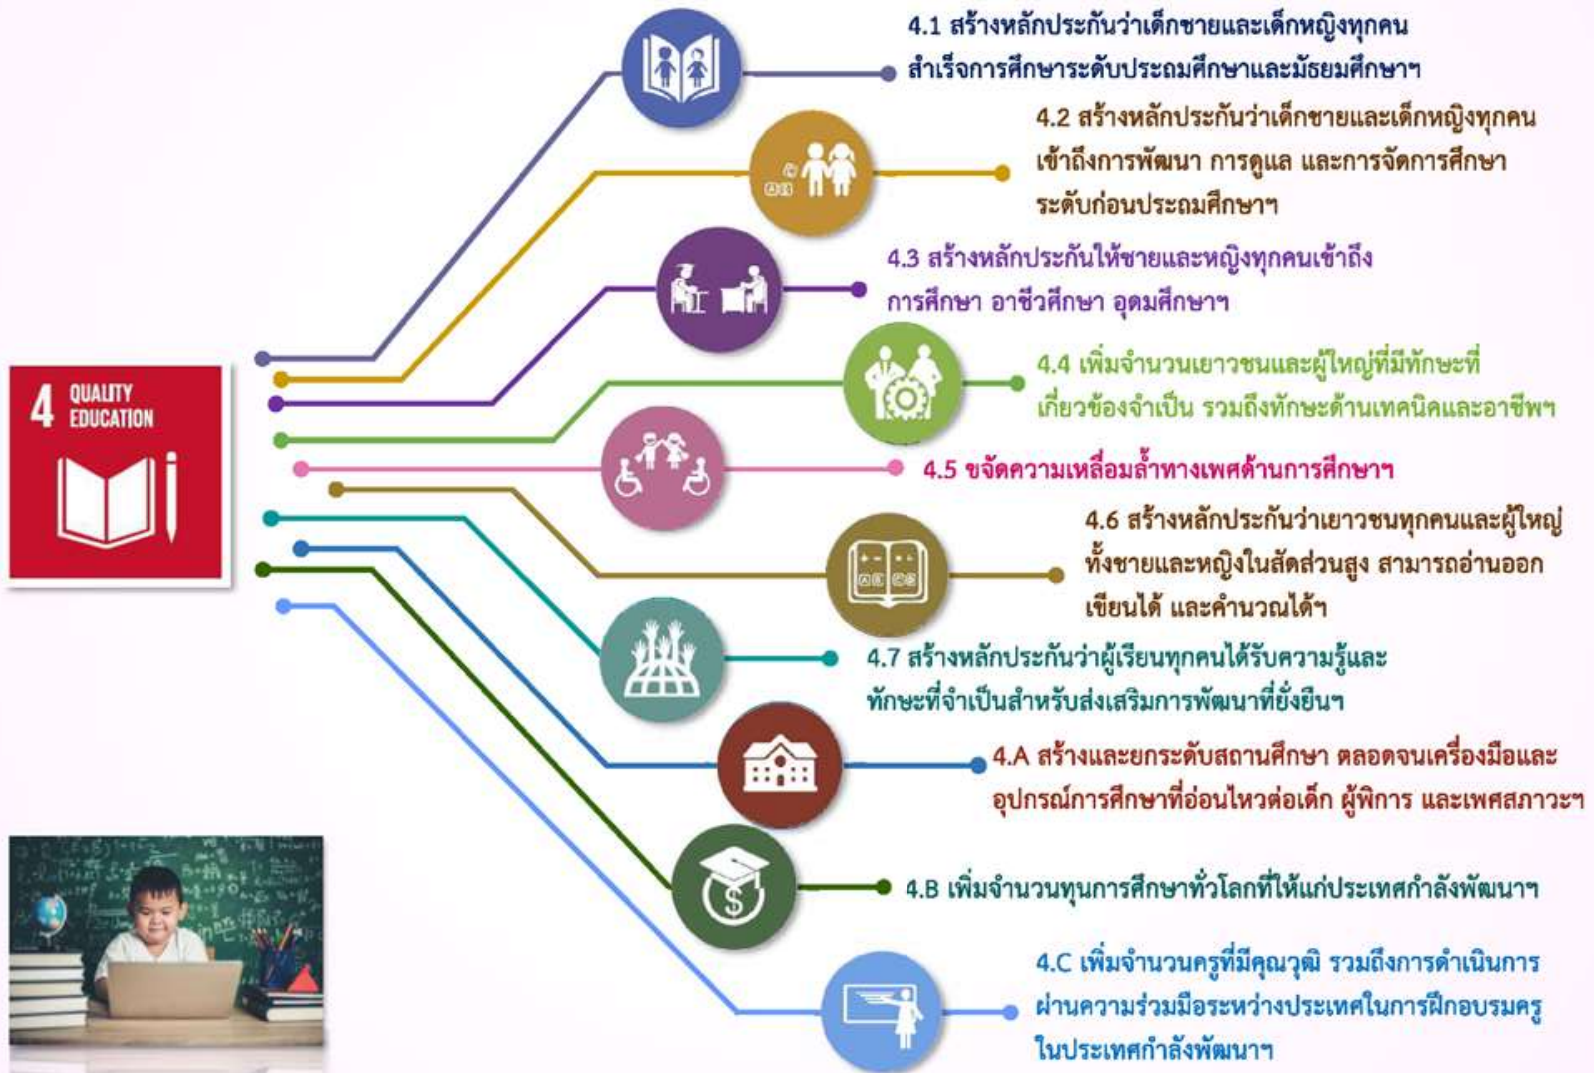 4 QUALITY
EDUCATION
4.1 สร้างหลักประกันว่าเด็กชายและเด็กหญิงทุกคน
สำเร็จการศึกษาระดับประถมศึกษาและมัธยมศึกษาฯ
4.2 สร้างหลักประกันว่าเด็กชายและเด็กหญิงทุกคน
เข้าถึงการพัฒนา การดูแล และการจัดการศึกษา
ระดับก่อนประถมศึกษาฯ
4.3 สร้างหลักประกันให้ชายและหญิงทุกคนเข้าถึง
การศึกษา อาชีวศึกษา อุดมศึกษาฯ
4.4 เพิ่มจำนวนเยาวชนและผู้ใหญ่ที่มีทักษะที่
เกี่ยวข้องจำเป็น รวมถึงทักษะด้านเทคนิคและอาชีพฯ
4.5 ขจัดความเหลื่อมล้ำทางเพศด้านการศึกษาฯ
4.6 สร้างหลักประกันว่าเยาวชนทุกคนและผู้ใหญ่
ทั้งชายและหญิงในสัดส่วนสูง สามารถอ่านออก
เขียนได้ และคำนวณได้ฯ
4.7 สร้างหลักประกันว่าผู้เรียนทุกคนได้รับความรู้และ
ทักษะที่จำเป็นสำหรับส่งเสริมการพัฒนาที่ยั่งยืนฯ
4.A สร้างและยกระดับสถานศึกษา ตลอดจนเครื่องมือและ
อุปกรณ์การศึกษาที่อ่อนไหวต่อเด็ก ผู้พิการ และเพศสภาวะฯ
4.B เพิ่มจำนวนทุนการศึกษาทั่วโลกที่ให้แก่ประเทศกำลังพัฒนาฯ
4.C เพิ่มจำนวนครูที่มีคุณวุฒิ รวมถึงการดำเนินการ
ผ่านความร่วมมือระหว่างประเทศในการฝึกอบรมครู
ในประเทศกำลังพัฒนาฯ